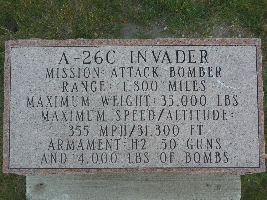 A-26C INVADER
MISSION: ATTACK BOMBER
RANGE: 1,800 MILES
MAXIMUM WEIGHT: 35,000 LBS
MAXIMUM SPEED/ALTITUDE:
355 MPH/31,300 FT
ARMAMENT: 12 .50 GUNS
AND 4,000 LBS OF BOMBS